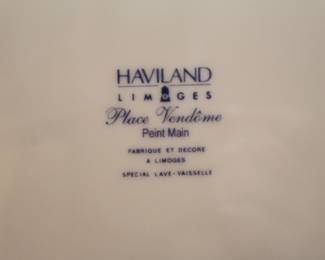 HAVILAND
LIMOGES
Place Vendôme
Peint Main
FABRIQUE ET DECORE
A LIMOGES
SPECIAL LAVE-VAISSELLE